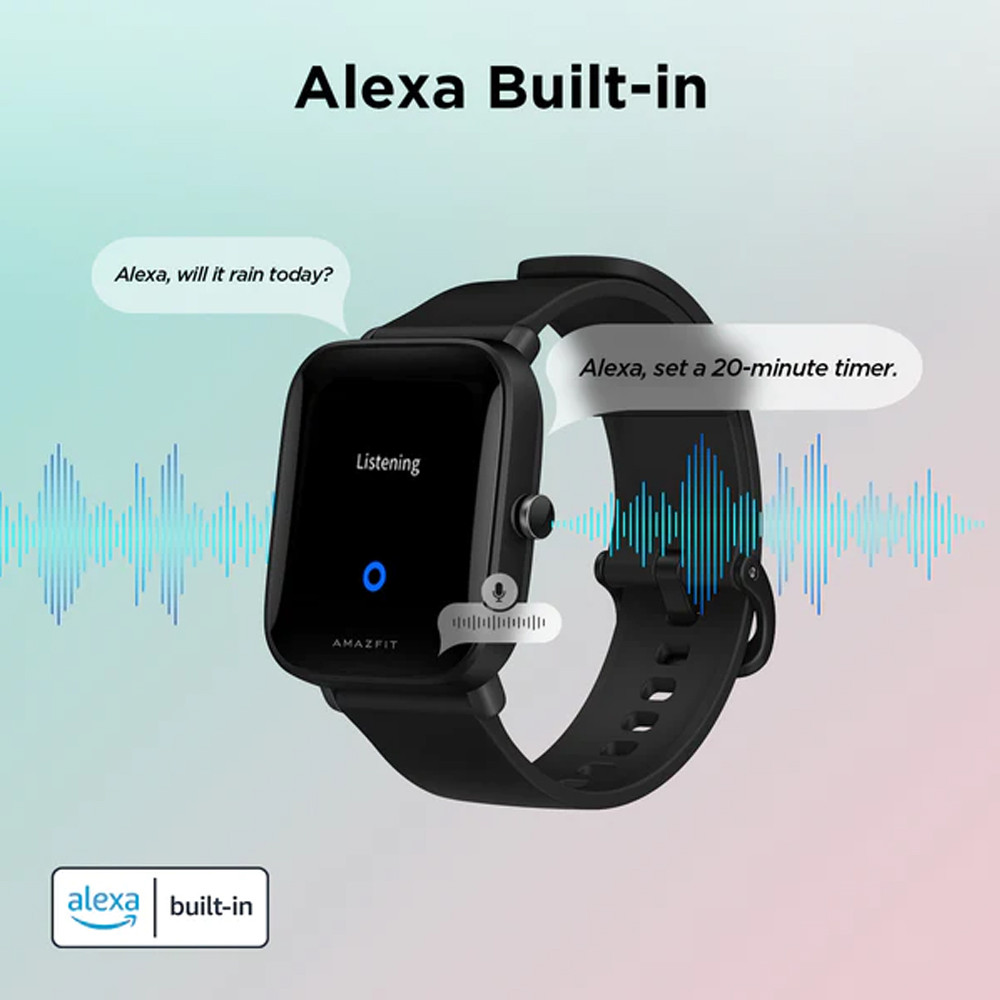 Alexa Built-in
Alexa, will it rain today?
Alexa, set a 20-minute timer.
Listening
AMAZFIT
alexa | built-in